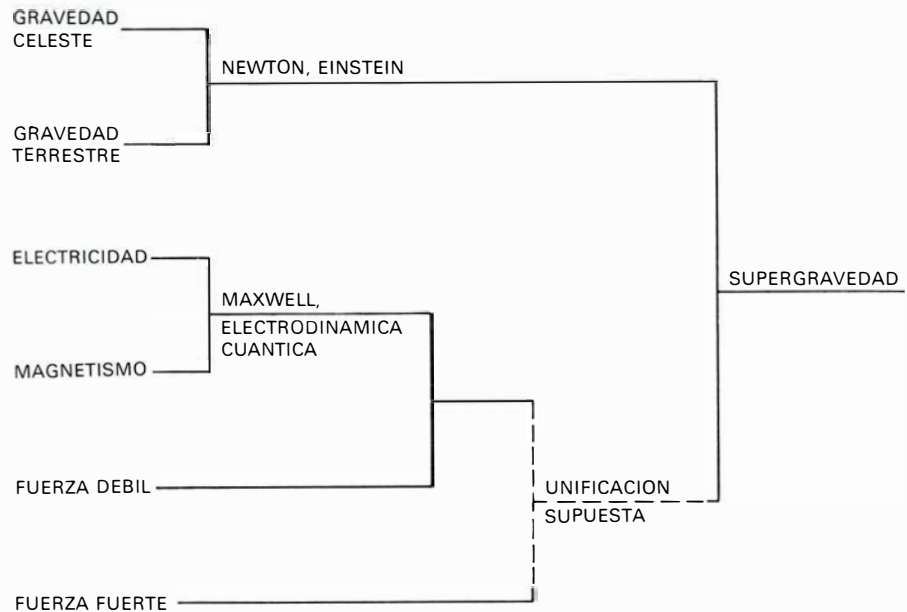 GRAVEDAD
CELESTE
NEWTON, EINSTEIN
GRAVEDAD
TERRESTRE
ELECTRICIDAD
SUPERGRAVEDAD
MAXWELL,
ELECTRODINAMICA
CUANTICA
MAGNETISMO
FUERZA DEBIL
UNIFICACION
SUPUESTA
FUERZA FUERTE